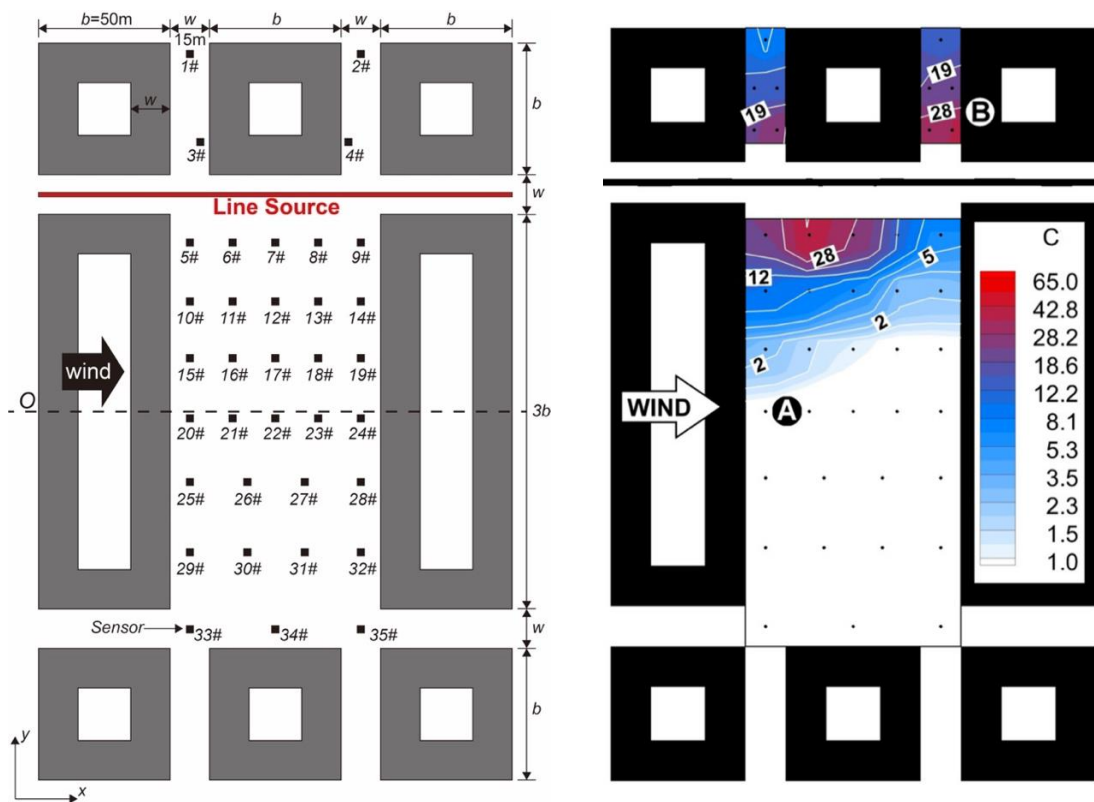 b=50m w b w b
15m
1# 2#
w b
3# 4#
w
Line Source
5# 6# 7# 8# 9#
10# 11# 12# 13# 14#
wind
15# 16# 17# 18# 19#
O 3b
20# 21# 22# 23# 24#
25# 26# 27# 28#
29# 30# 31# 32#
Sensor w
33# 34# 35#
b
y
x
19
19
28 B
C
28 5
12
65.0
42.8
2 28.2
2 18.6
WIND A 12.2
8.1
5.3
3.5
2.3
1.5
1.0